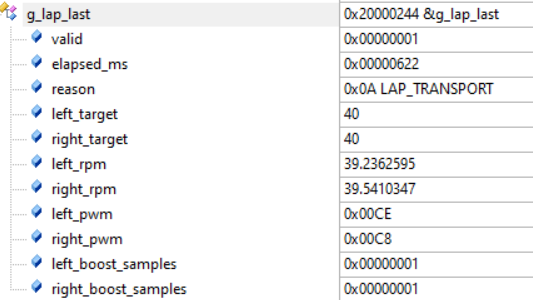 g_lap_last 0x20000244 &g_lap_last
valid 0x00000001
elapsed_ms 0x00000622
reason 0x0A LAP_TRANSPORT
left_target 40
right_target 40
left_rpm 39.2362595
right_rpm 39.5410347
left_pwm 0x00CE
right_pwm 0x00C8
left_boost_samples 0x00000001
right_boost_samples 0x00000001